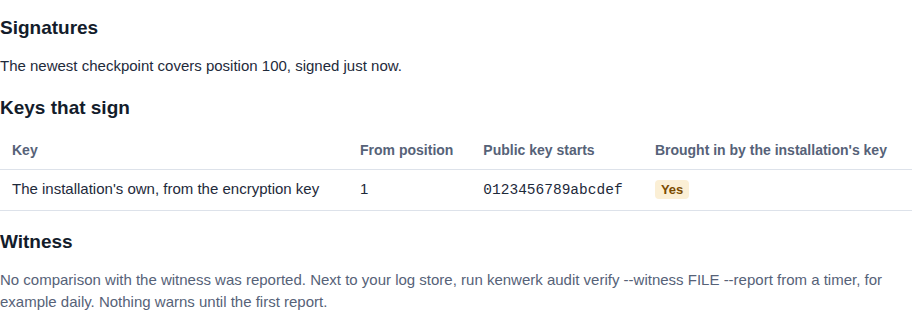 Signatures
The newest checkpoint covers position 100, signed just now.
Keys that sign
Key From position Public key starts Brought in by the installation's key
The installation's own, from the encryption key 1 0123456789abcdef Yes
Witness
No comparison with the witness was reported. Next to your log store, run kenwerk audit verify --witness FILE --report from a timer, for
example daily. Nothing warns until the first report.